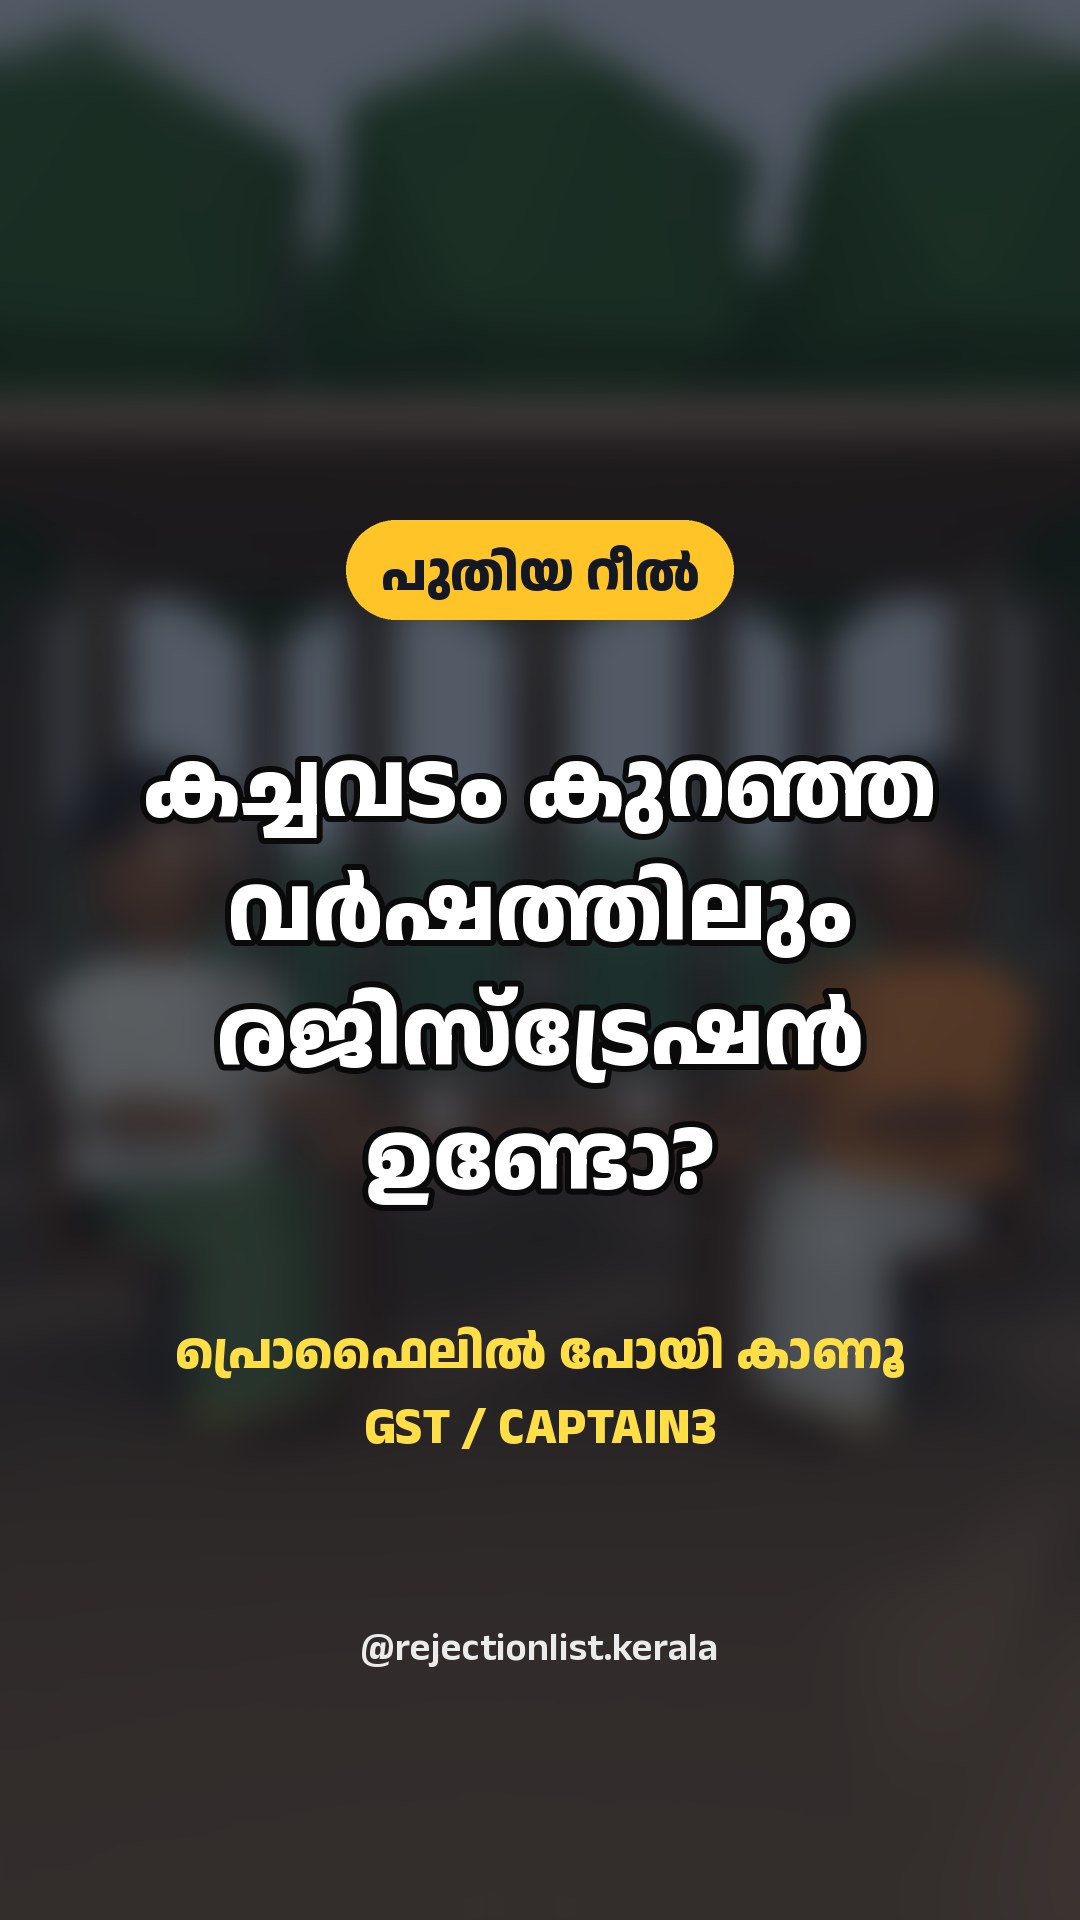 പുതിയ റീൽ
കച്ചവടം കുറഞ്ഞ
വർഷത്തിലും
രജിസ്ട്രേഷൻ
ഉണ്ടോ?
പ്രൊഫൈലിൽ പോയി കാണൂ
GST / CAPTAIN3
@rejectionlist.kerala